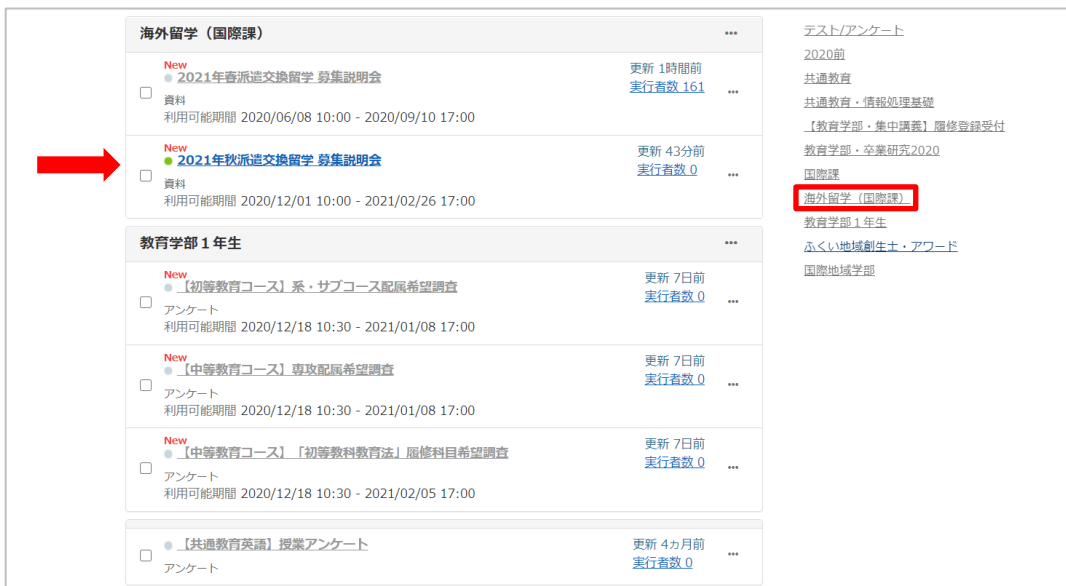 海外留学（国際課）
•••
New
2021年春派遣交換留学 募集説明会
更新 1時間前
実行者数 161
•••
資料
利用可能期間 2020/06/08 10:00 - 2020/09/10 17:00
New
2021年秋派遣交換留学 募集説明会
更新 43分前
実行者数 0
•••
資料
利用可能期間 2020/12/01 10:00 - 2021/02/26 17:00
教育学部１年生
•••
New
【初等教育コース】系・サブコース配属希望調査
更新 7日前
実行者数 0
•••
アンケート
利用可能期間 2020/12/18 10:30 - 2021/01/08 17:00
New
【中等教育コース】専攻配属希望調査
更新 7日前
実行者数 0
•••
アンケート
利用可能期間 2020/12/18 10:30 - 2021/01/08 17:00
New
【中等教育コース】「初等教科教育法」履修科目希望調査
更新 7日前
実行者数 0
•••
アンケート
利用可能期間 2020/12/18 10:30 - 2021/02/05 17:00
【共通教育英語】授業アンケート
更新 4ヵ月前
実行者数 0
•••
アンケート
テスト/アンケート
2020前
共通教育
共通教育・情報処理基礎
【教育学部・集中講義】履修登録受付
教育学部・卒業研究2020
国際課
海外留学（国際課）
教育学部１年生
ふくい地域創生士・アワード
国際地域学部